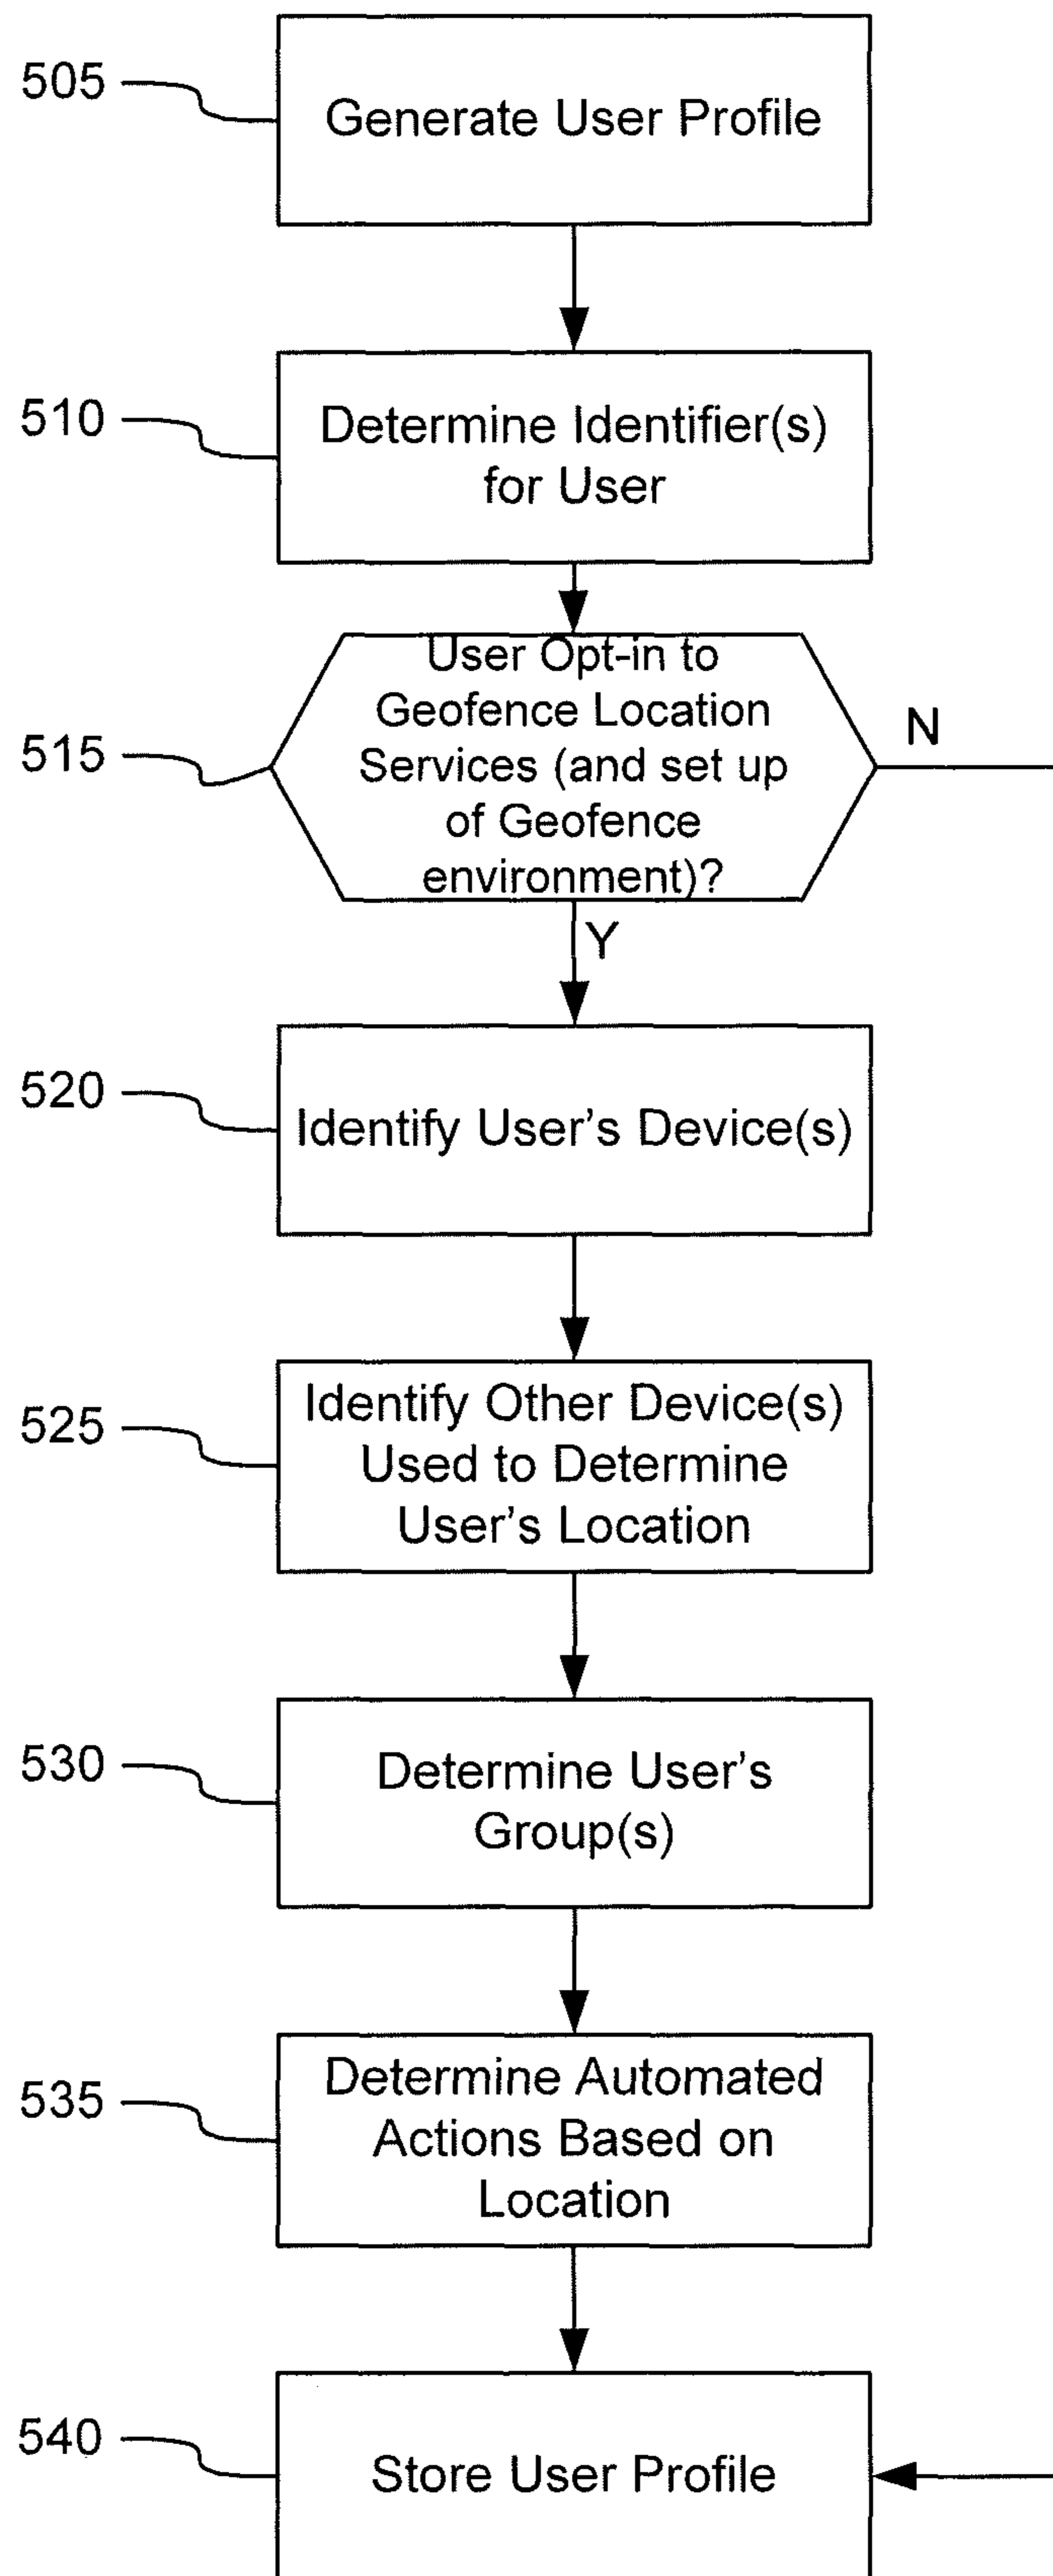 505
Generate User Profile
510
Determine Identifier(s)
for User
515
User Opt-in to
Geofence Location
Services (and set up
of Geofence
environment)?
N
Y
520
Identify User's Device(s)
525
Identify Other Device(s)
Used to Determine
User's Location
530
Determine User's
Group(s)
535
Determine Automated
Actions Based on
Location
540
Store User Profile